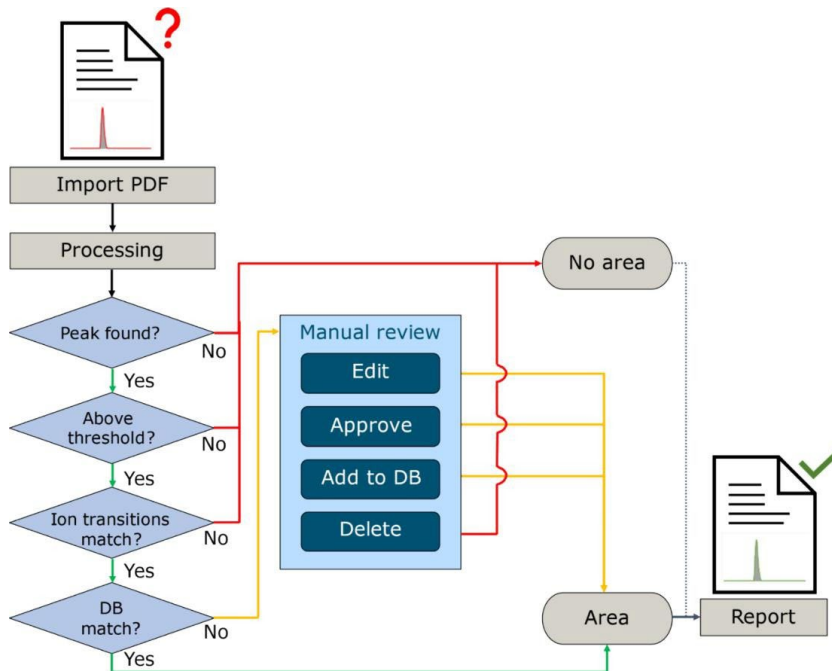 ?
Import PDF
Processing
Peak found?
No
Yes
Above
threshold?
No
Yes
Ion transitions
match?
No
Yes
DB
match?
No
Yes
Manual review
Edit
Approve
Add to DB
Delete
No area
Area
Report